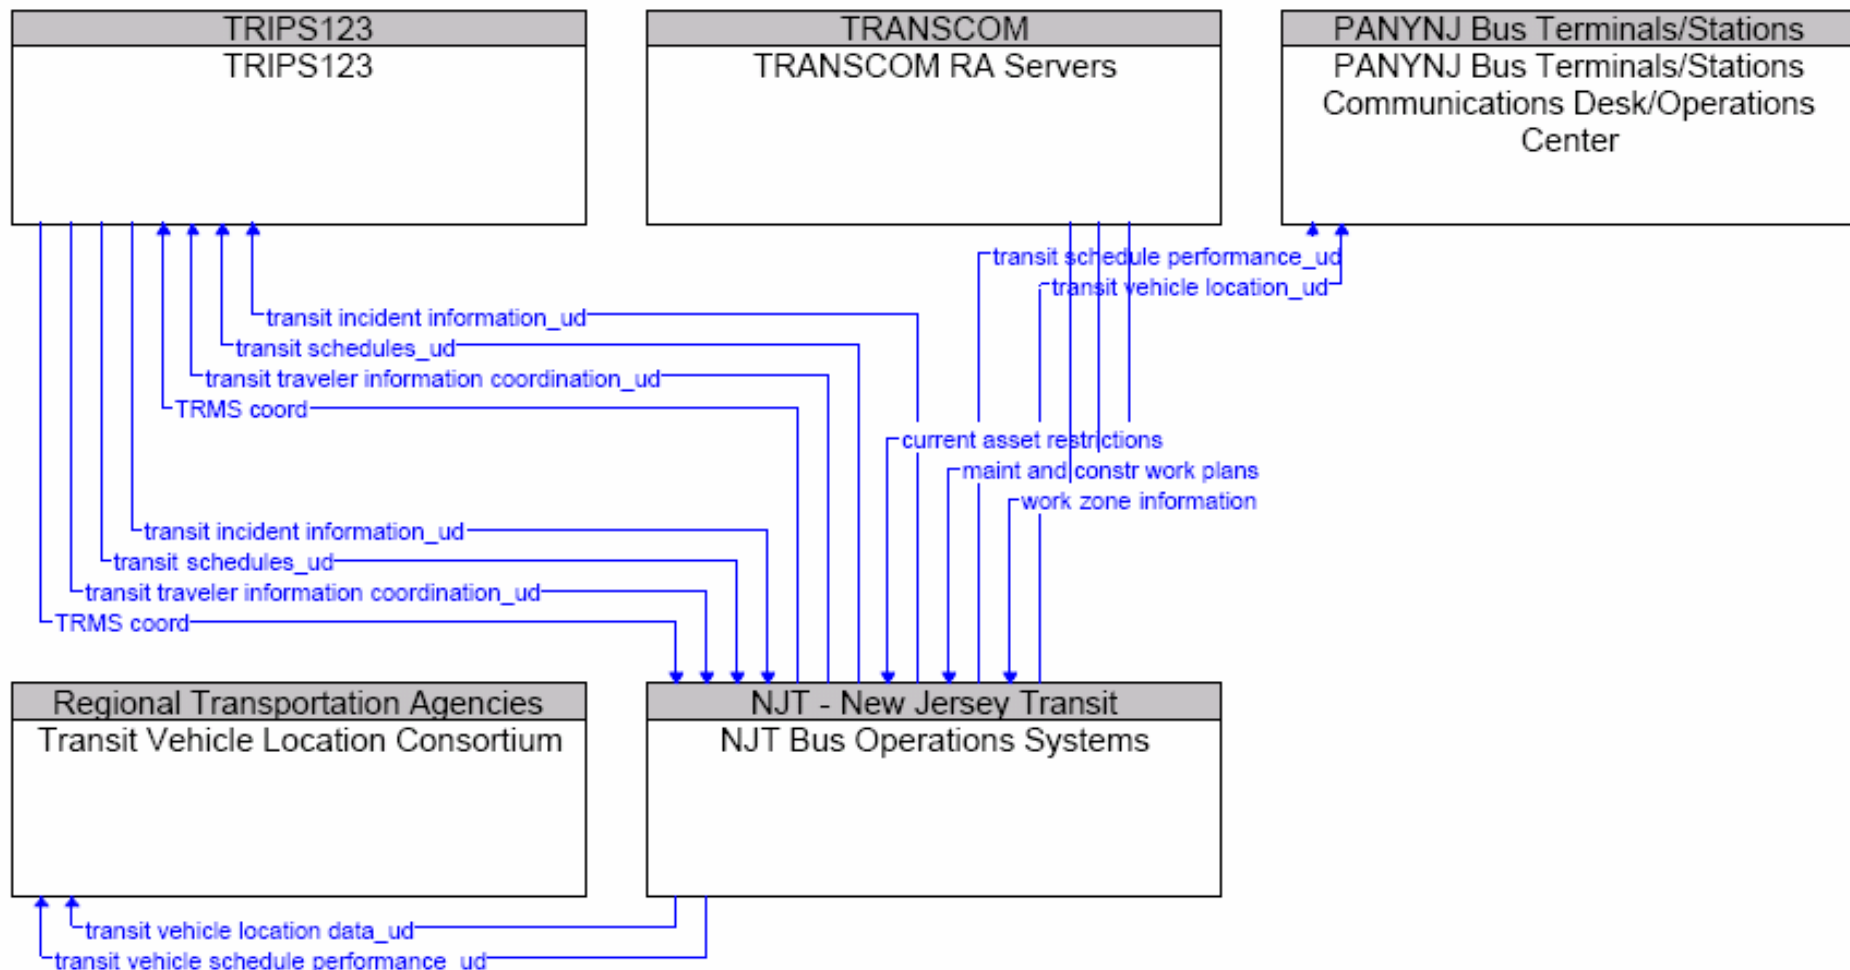 TRIPS123
TRIPS123
TRANSCOM
TRANSCOM RA Servers
PANYNJ Bus Terminals/Stations
PANYNJ Bus Terminals/Stations
Communications Desk/Operations
Center
transit schedule performance_ud
transit vehicle location_ud
transit incident information_ud
transit schedules_ud
transit traveler information coordination_ud
TRMS coord
current asset restrictions
maint and constr work plans
work zone information
transit incident information_ud
transit schedules_ud
transit traveler information coordination_ud
TRMS coord
Regional Transportation Agencies
Transit Vehicle Location Consortium
NJT - New Jersey Transit
NJT Bus Operations Systems
transit vehicle location data_ud
transit vehicle schedule performance_ud